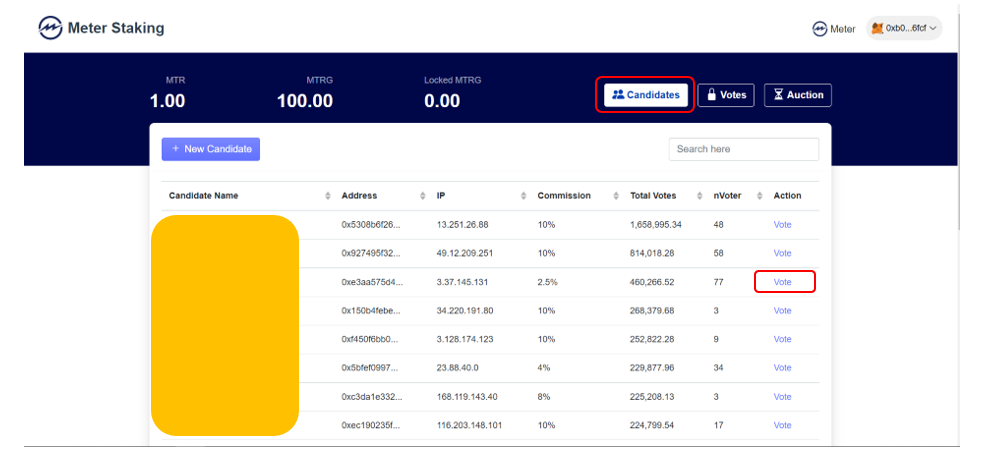 Meter Staking
Meter 0xb0...6fcf
MTR MTRG Locked MTRG
1.00 100.00 0.00
Candidates Votes Auction
+ New Candidate Search here
Candidate Name Address IP Commission Total Votes nVoter Action
0x5308b6f26... 13.251.26.88 10% 1,658,995.34 48 Vote
0x927495f32... 49.12.209.251 10% 814,018.28 58 Vote
0xe3aa575d4... 3.37.145.131 2.5% 460,266.52 77 Vote
0x150b4febe... 34.220.191.80 10% 268,379.68 3 Vote
0xf450f6bb0... 3.128.174.123 10% 252,822.28 9 Vote
0x5bfef0997... 23.88.40.0 4% 229,877.96 34 Vote
0xc3da1e332... 168.119.143.40 8% 225,208.13 3 Vote
0xec190235f... 116.203.148.101 10% 224,799.54 17 Vote